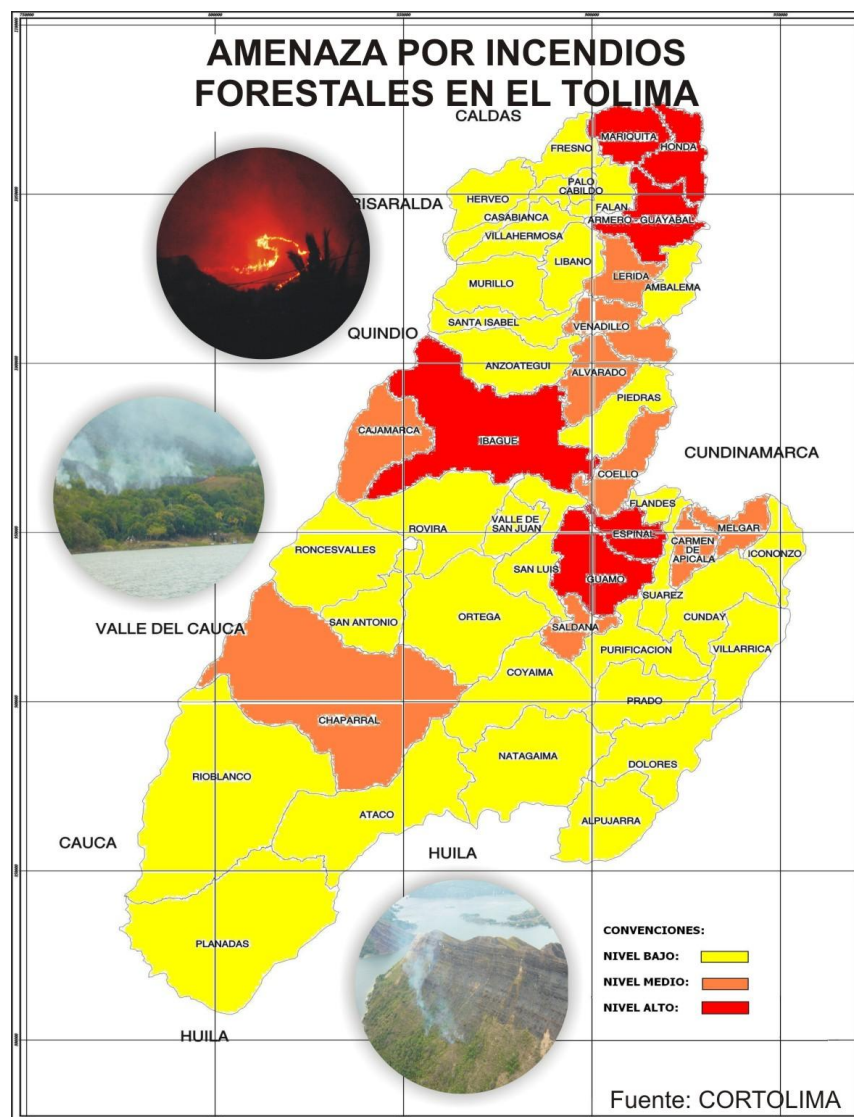 AMENAZA POR INCENDIOS
FORESTALES EN EL TOLIMA
CALDAS
MARIQUITA
HONDA
FRESNO
PALO
CABILDO
RISARALDA
HERVEO
FALAN
CASABIANCA
ARMERO - GUAYABAL
VILLAHERMOSA
LIBANO
LERIDA
MURILLO
AMBALEMA
SANTA ISABEL
VENADILLO
QUINDIO
ANZOATEGUI
ALVARADO
PIEDRAS
CAJAMARCA
IBAGUE
CUNDINAMARCA
COELLO
FLANDES
ROVIRA
VALLE DE
SAN JUAN
ESPINAL
MELGAR
CARMEN
DE
APICALA
RONCESVALLES
ICONONZO
SAN LUIS
GUAMO
SUAREZ
SAN ANTONIO
ORTEGA
CUNDAY
VALLE DEL CAUCA
SALDANA
PURIFICACION
VILLARRICA
COYAIMA
PRADO
CHAPARRAL
NATAGAIMA
DOLORES
RIOBLANCO
ATACO
ALPUJARRA
CAUCA
HUILA
PLANADAS
CONVENCIONES:
NIVEL BAJO:
NIVEL MEDIO:
NIVEL ALTO:
HUILA
Fuente: CORTOLIMA